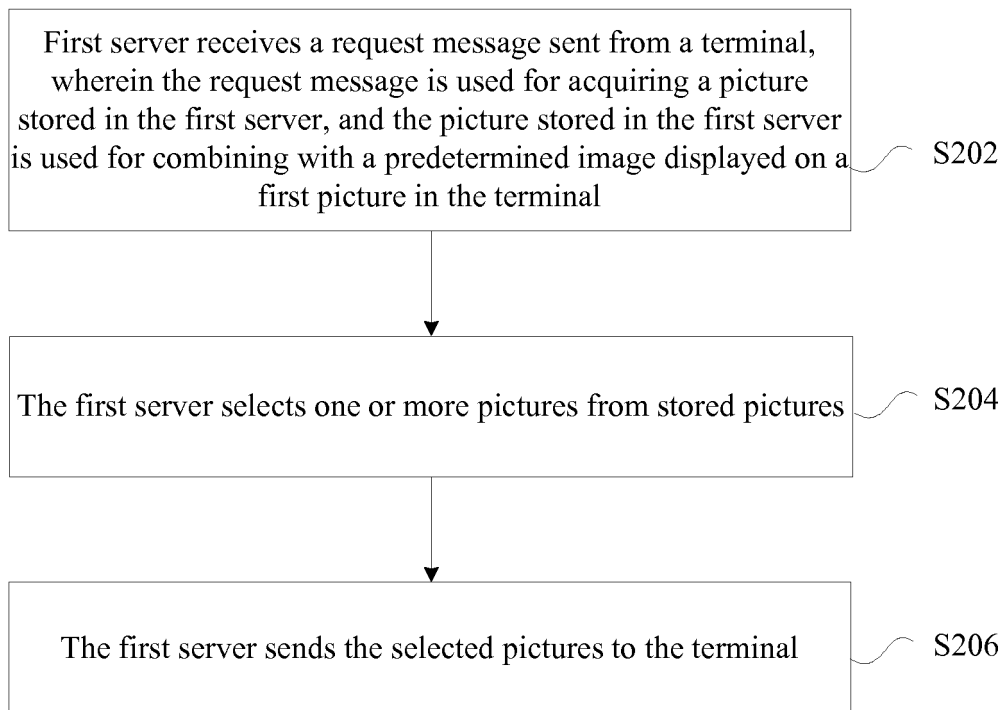 First server receives a request message sent from a terminal,
wherein the request message is used for acquiring a picture
stored in the first server, and the picture stored in the first server
is used for combining with a predetermined image displayed on a
first picture in the terminal
S202
The first server selects one or more pictures from stored pictures
S204
The first server sends the selected pictures to the terminal
S206